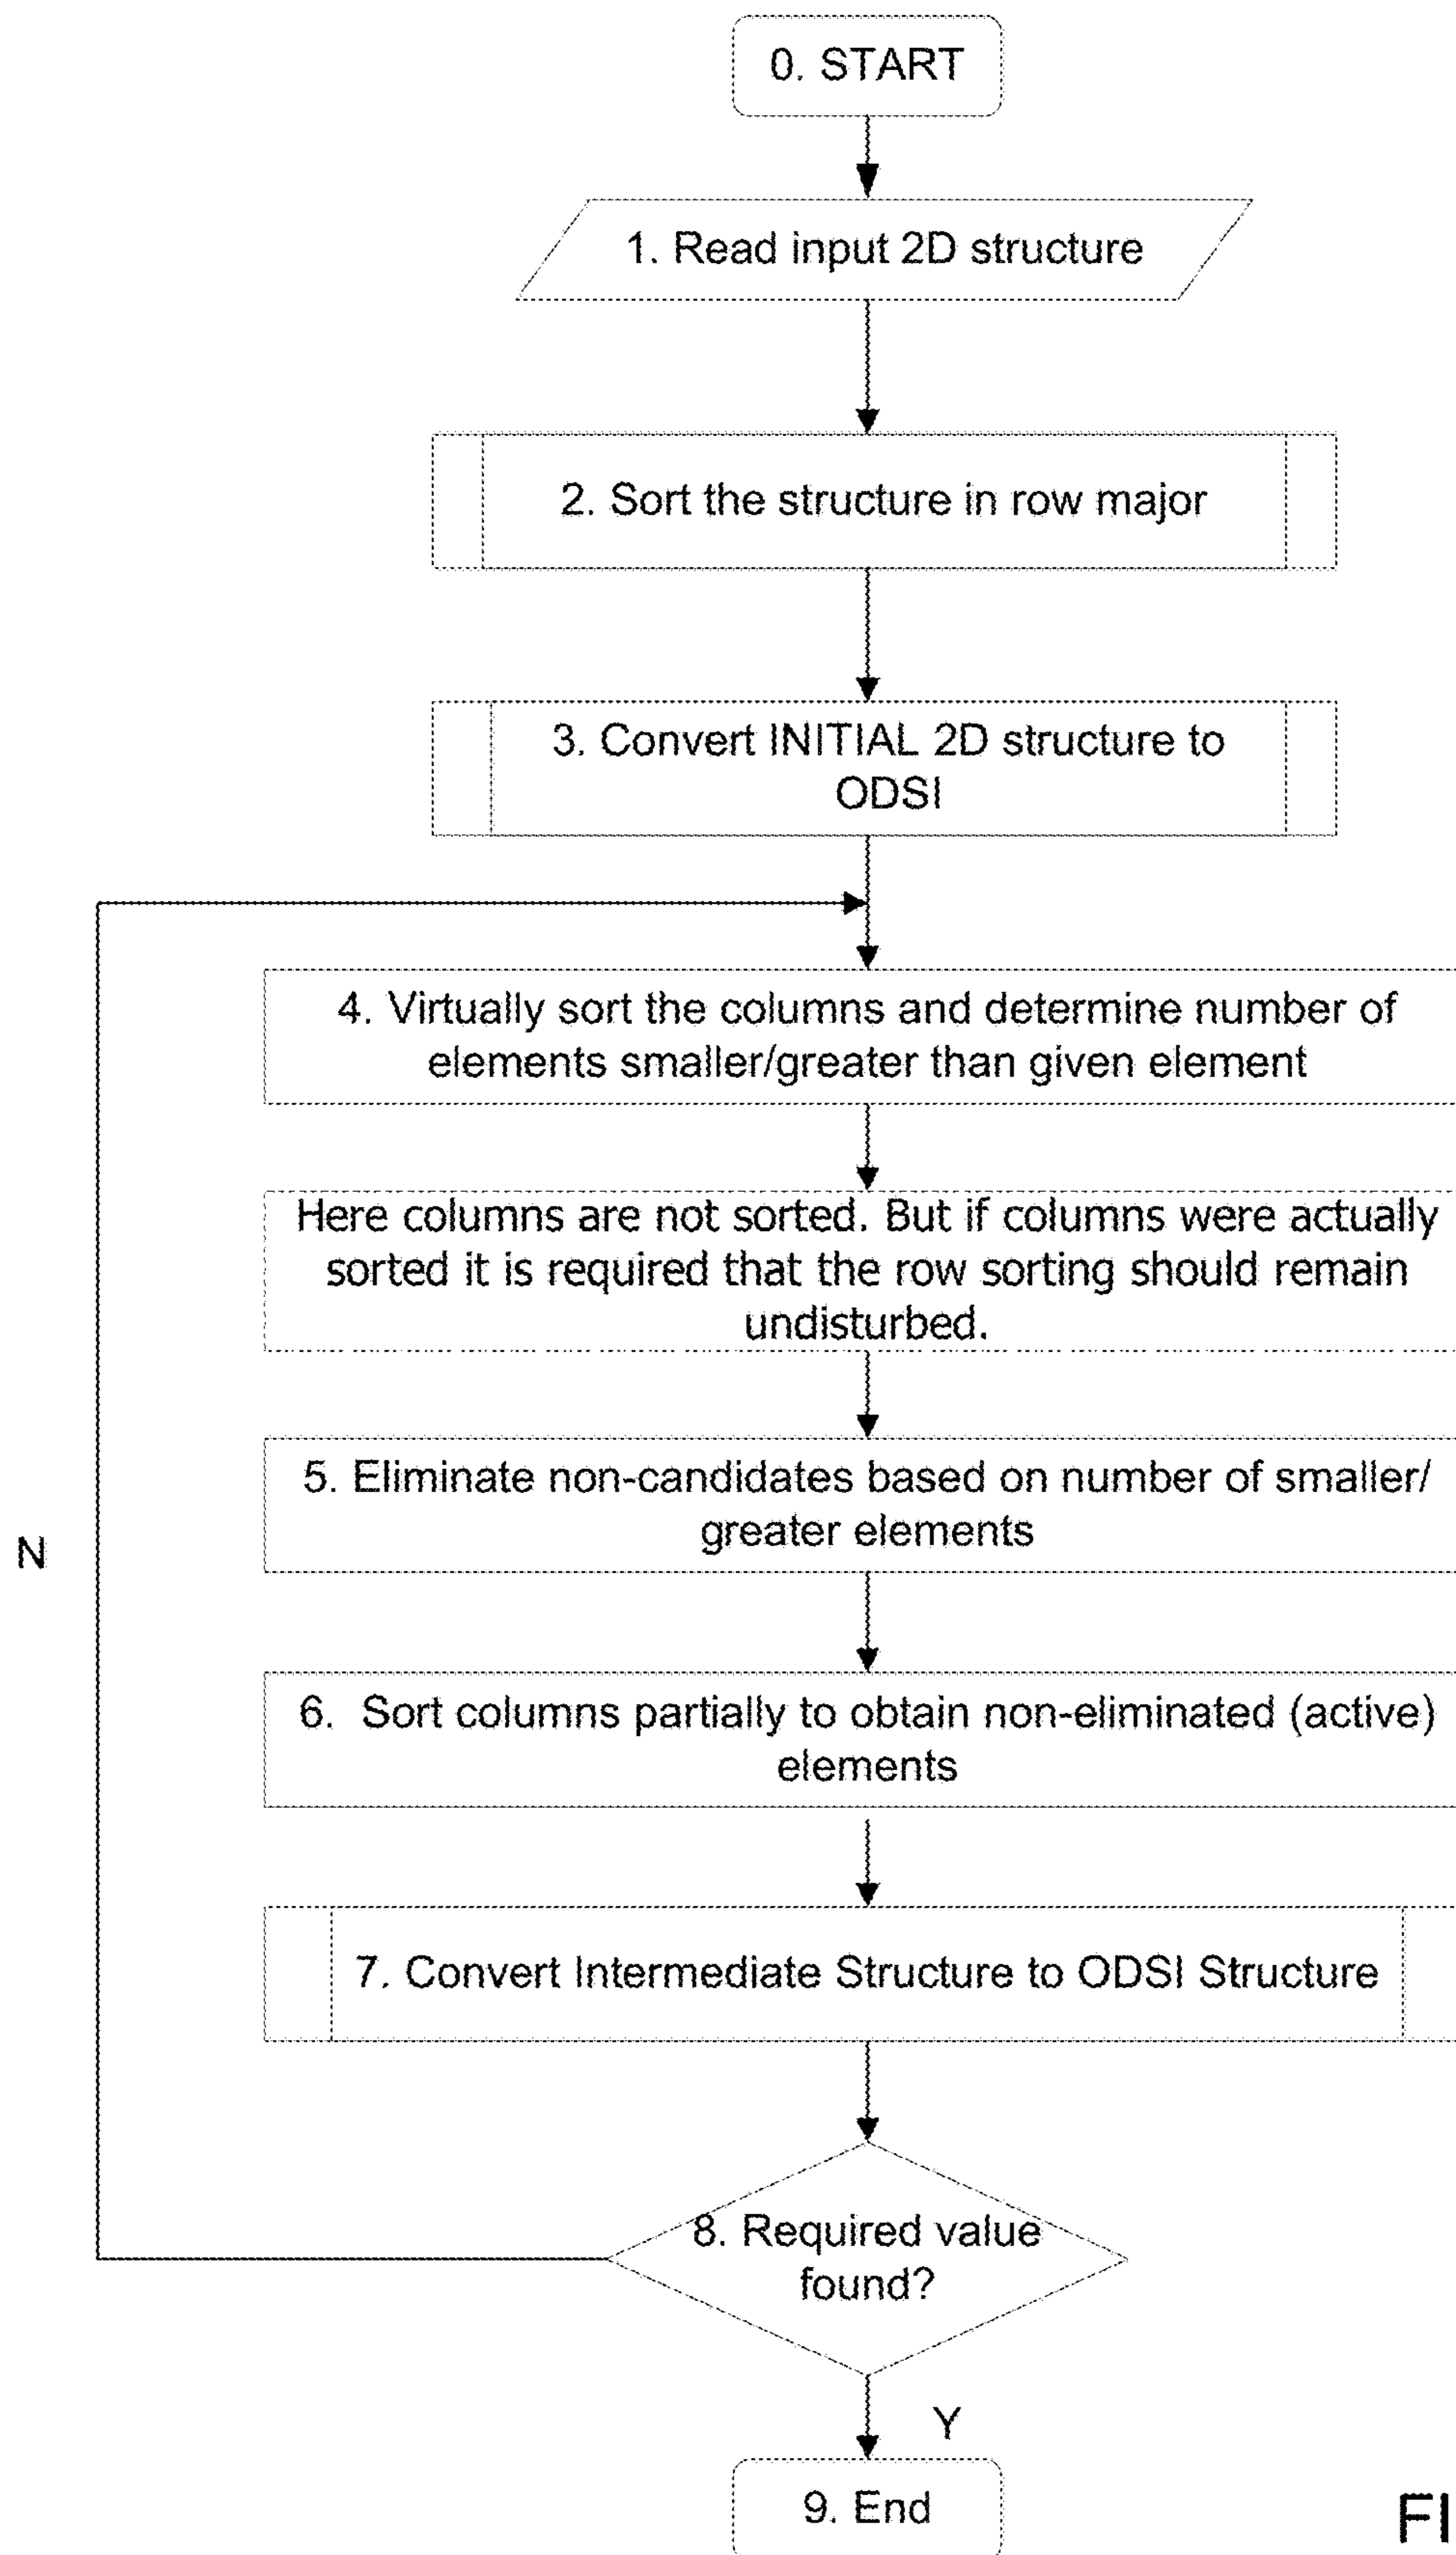 0. START
1. Read input 2D structure
2. Sort the structure in row major
3. Convert INITIAL 2D structure to
ODSI
4. Virtually sort the columns and determine number of
elements smaller/greater than given element
Here columns are not sorted. But if columns were actually
sorted it is required that the row sorting should remain
undisturbed.
5. Eliminate non-candidates based on number of smaller/
greater elements
N
6. Sort columns partially to obtain non-eliminated (active)
elements
7. Convert Intermediate Structure to ODSI Structure
8. Required value
found?
Y
9. End
FI